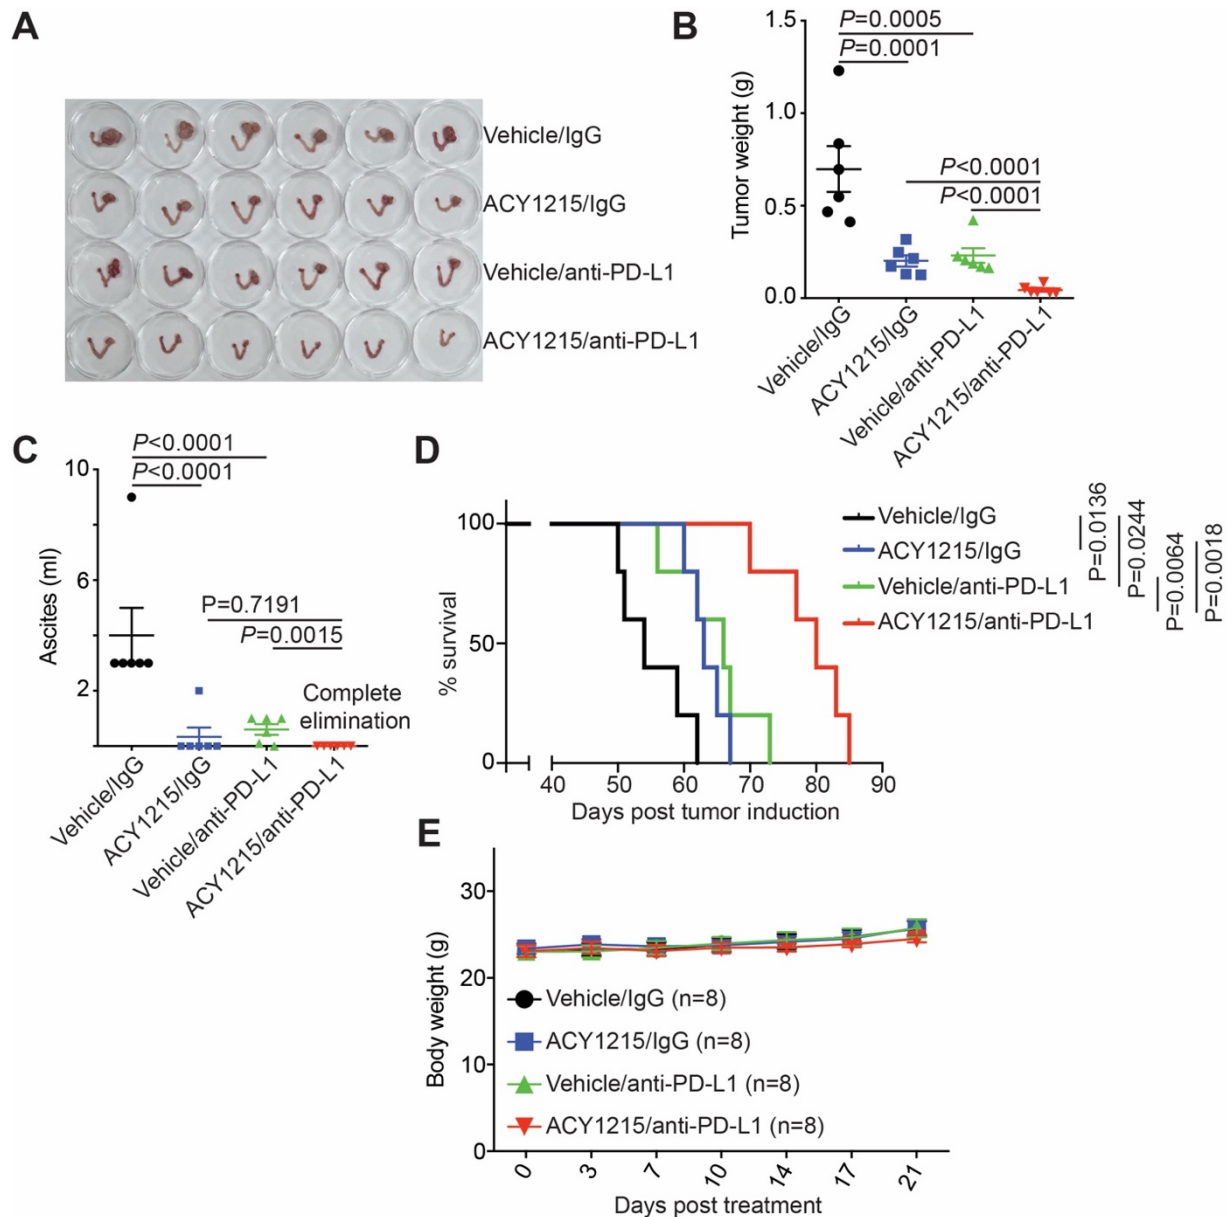 A
Vehicle/IgG
ACY1215/IgG
Vehicle/anti-PD-L1
ACY1215/anti-PD-L1
B
Tumor weight (g)
1.5
1.0
0.5
0.0
P=0.0005
P=0.0001
P<0.0001
P<0.0001
Vehicle/IgG
ACY1215/IgG
Vehicle/anti-PD-L1
ACY1215/anti-PD-L1
C
Ascites (ml)
10
6
2
P<0.0001
P<0.0001
P=0.7191
P=0.0015
Complete
elimination
Vehicle/IgG
ACY1215/IgG
Vehicle/anti-PD-L1
ACY1215/anti-PD-L1
D
% survival
100
50
0
40 50 60 70 80 90
Days post tumor induction
Vehicle/IgG
ACY1215/IgG
Vehicle/anti-PD-L1
ACY1215/anti-PD-L1
P=0.0136
P=0.0244
P=0.0064
P=0.0018
E
Body weight (g)
30
20
10
0
Vehicle/IgG (n=8)
ACY1215/IgG (n=8)
Vehicle/anti-PD-L1 (n=8)
ACY1215/anti-PD-L1 (n=8)
0 3 7 10 14 17 21
Days post treatment